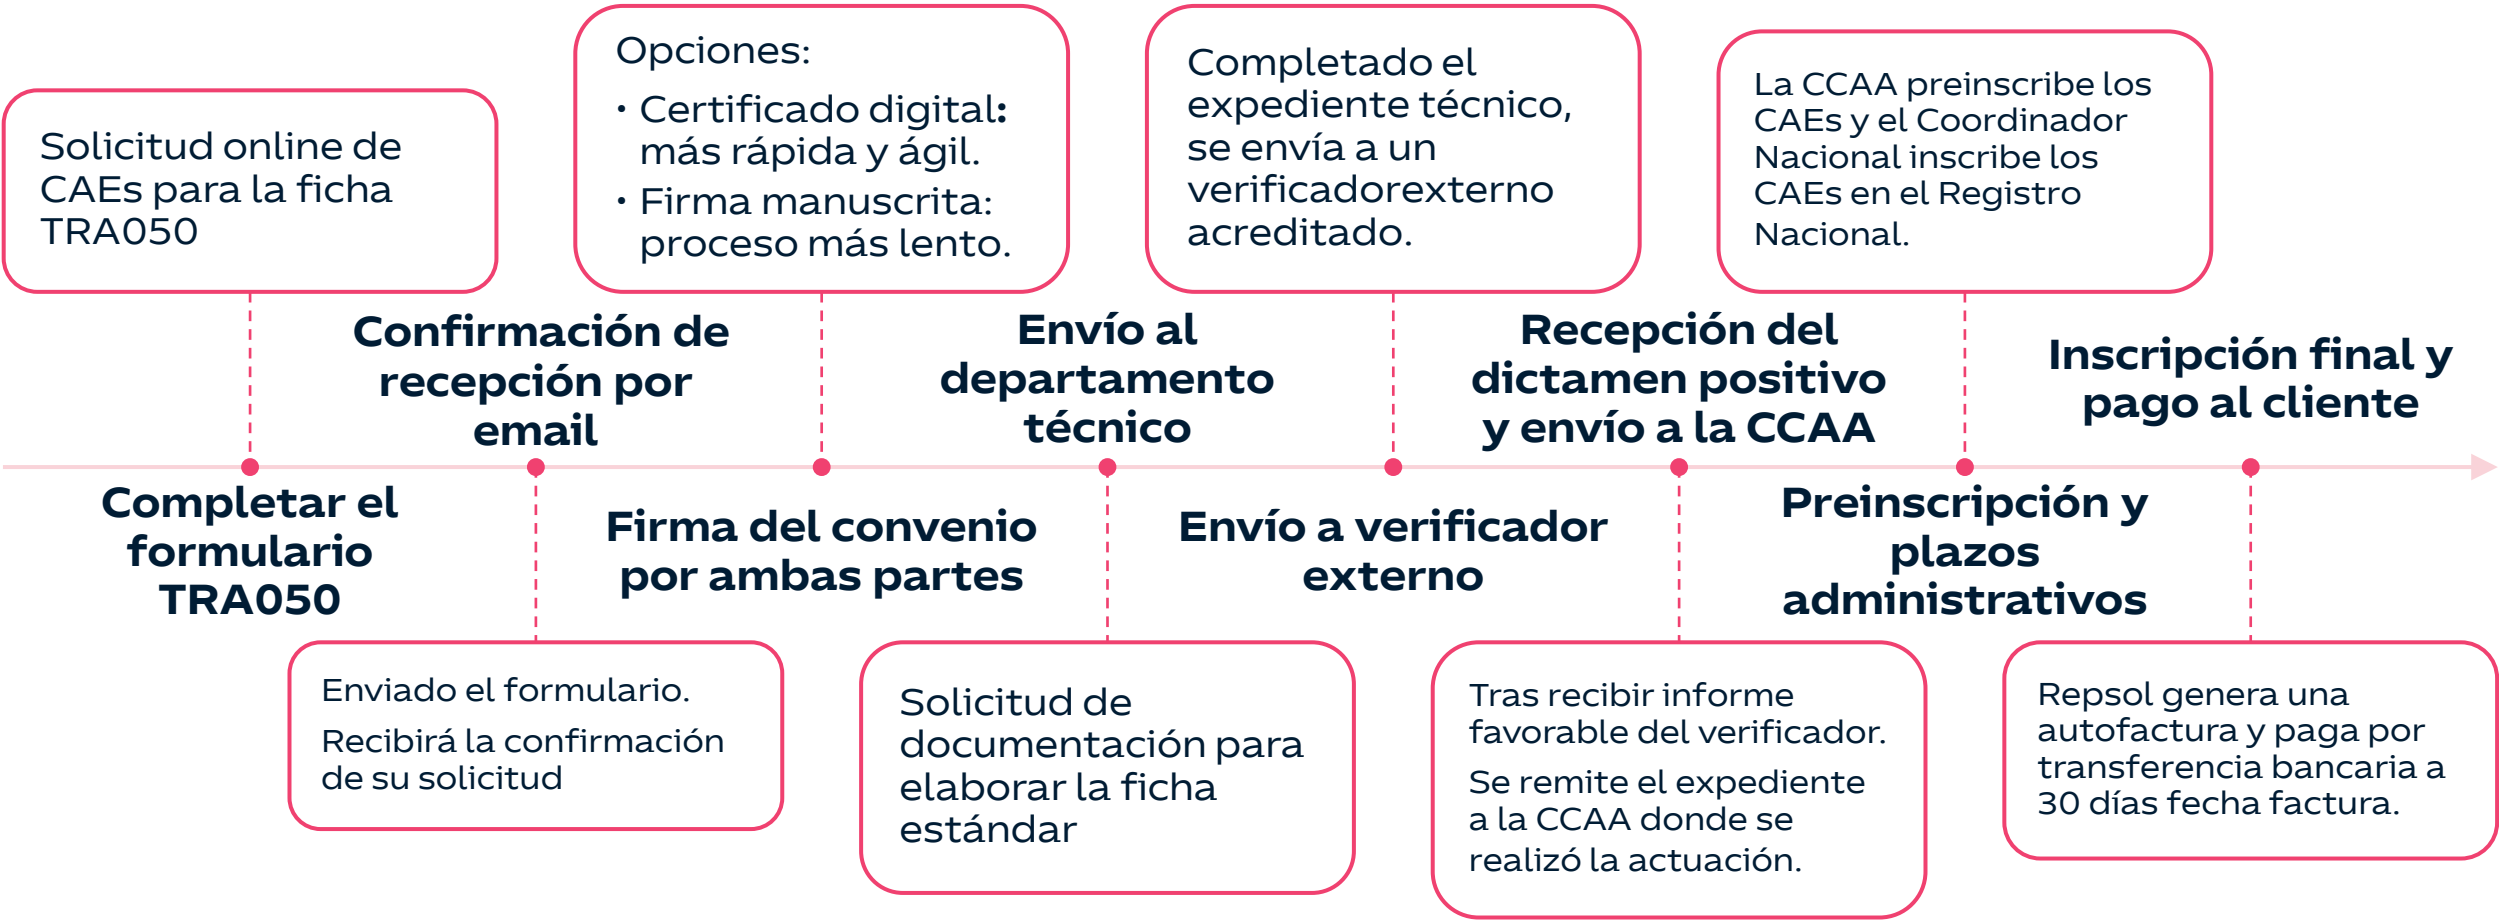 Solicitud online de
CAEs para la ficha
TRA050
Completar el
formulario
TRA050
Confirmación de
recepción por
email
Enviado el formulario.
Recibirá la confirmación
de su solicitud
Opciones:
· Certificado digital:
más rápida y ágil.
· Firma manuscrita:
proceso más lento.
Firma del convenio
por ambas partes
Envío al
departamento
técnico
Solicitud de
documentación para
elaborar la ficha
estándar
Completado el
expediente técnico,
se envía a un
verificadorexterno
acreditado.
Envío a verificador
externo
Recepción del
dictamen positivo
y envío a la CCAA
Tras recibir informe
favorable del verificador.
Se remite el expediente
a la CCAA donde se
realizó la actuación.
La CCAA preinscribe los
CAEs y el Coordinador
Nacional inscribe los
CAEs en el Registro
Nacional.
Preinscripción y
plazos
administrativos
Inscripción final y
pago al cliente
Repsol genera una
autofactura y paga por
transferencia bancaria a
30 días fecha factura.